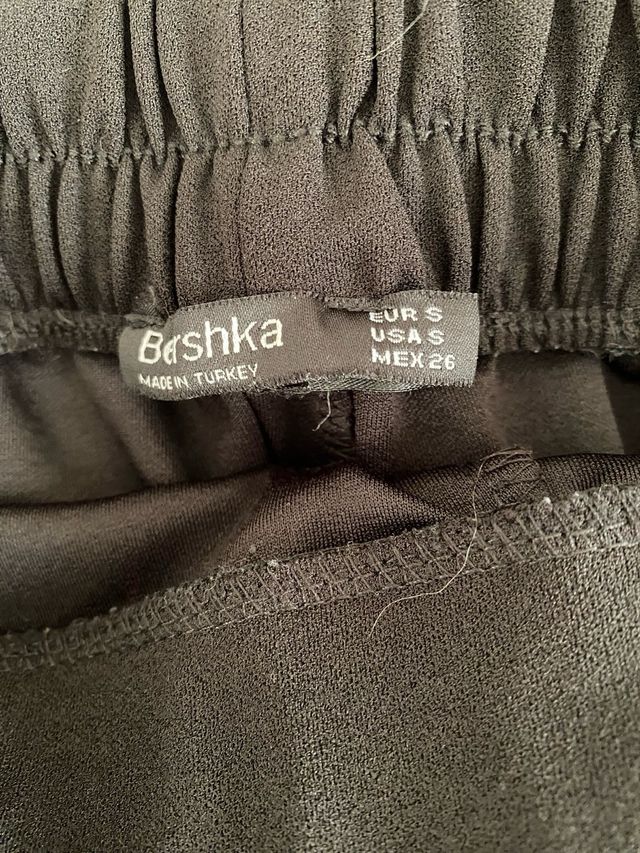 Bershka
MADE IN TURKEY
EUR S
USA S
MEX 26